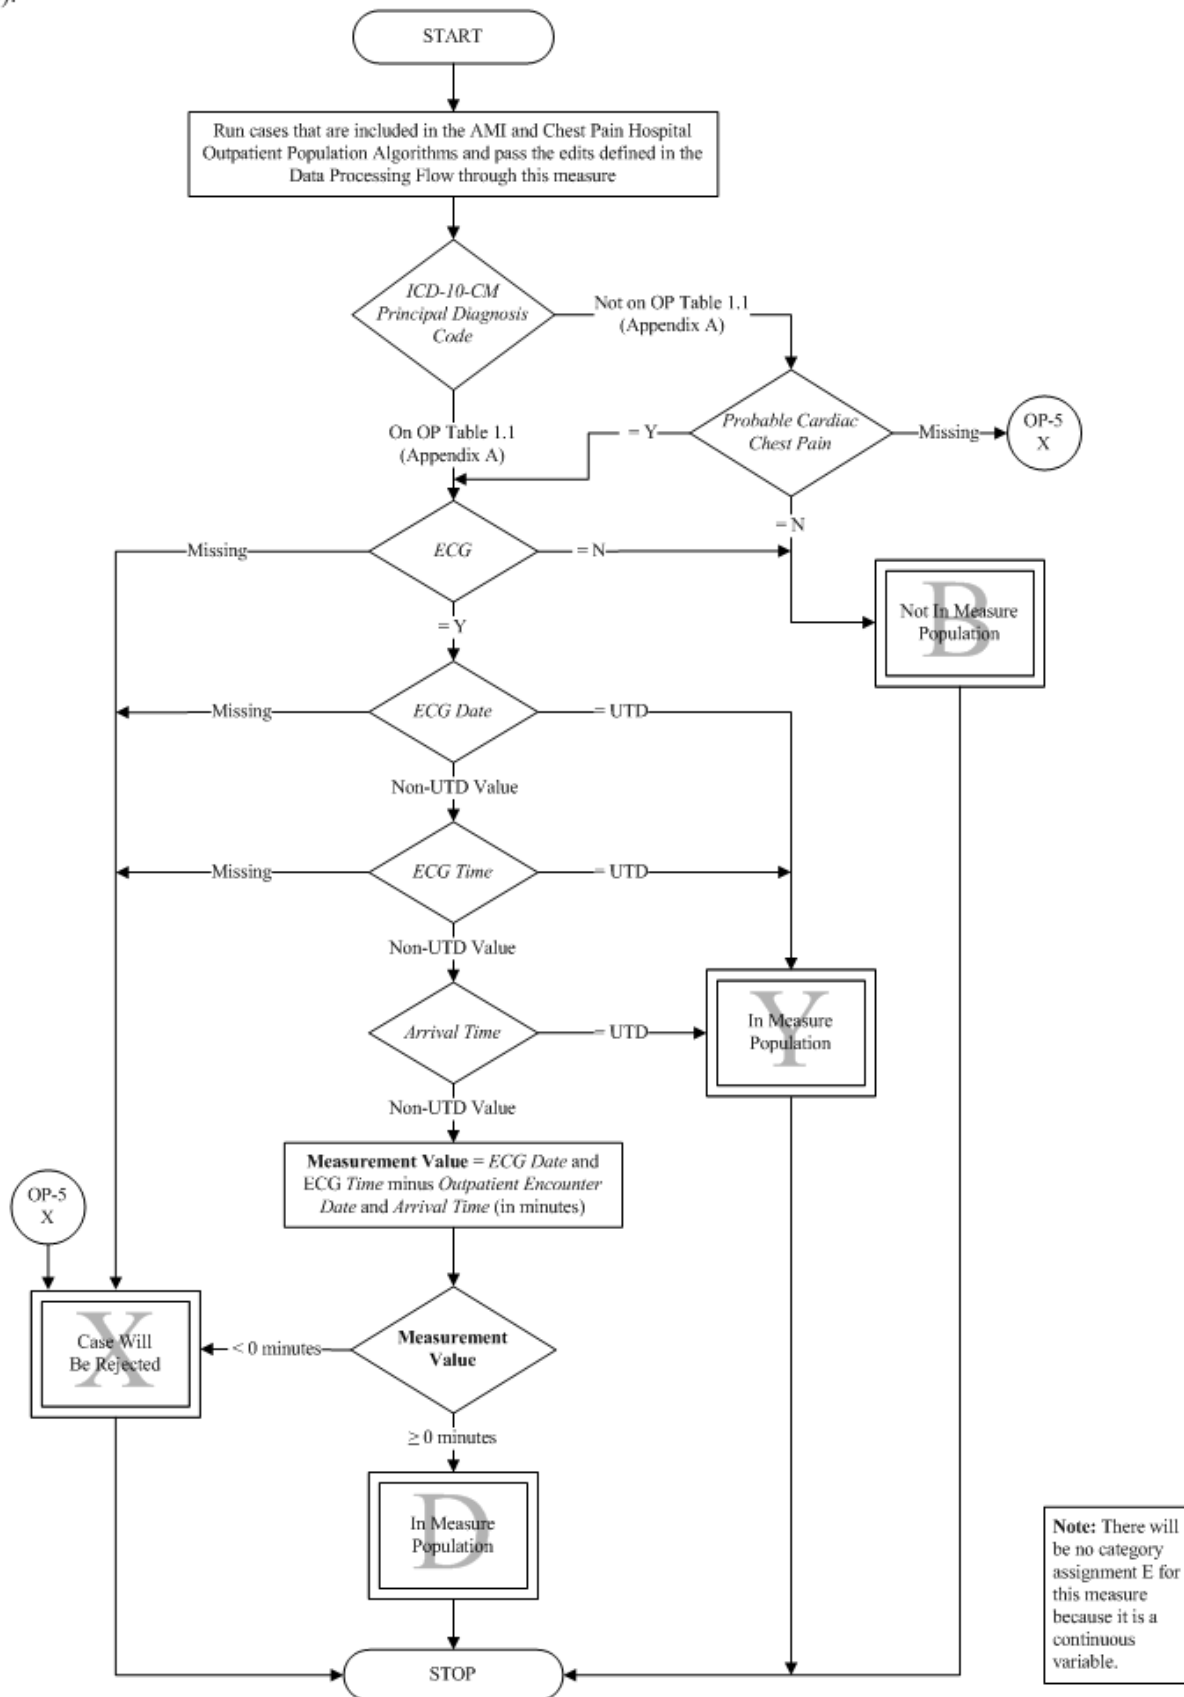 ).
START
Run cases that are included in the AMI and Chest Pain Hospital
Outpatient Population Algorithms and pass the edits defined in the
Data Processing Flow through this measure
ICD-10-CM
Principal Diagnosis
Code
Not on OP Table 1.1
(Appendix A)
On OP Table 1.1
(Appendix A)
= Y
Probable Cardiac
Chest Pain
Missing
OP-5
X
= N
Missing
ECG
= N
B
Not In Measure
Population
= Y
Missing
ECG Date
= UTD
Non-UTD Value
Missing
ECG Time
= UTD
Non-UTD Value
Y
In Measure
Population
Arrival Time
= UTD
Non-UTD Value
Measurement Value = ECG Date and
ECG Time minus Outpatient Encounter
Date and Arrival Time (in minutes)
OP-5
X
X
Case Will
Be Rejected
< 0 minutes
Measurement
Value
≥ 0 minutes
D
In Measure
Population
Note: There will
be no category
assignment E for
this measure
because it is a
continuous
variable.
STOP